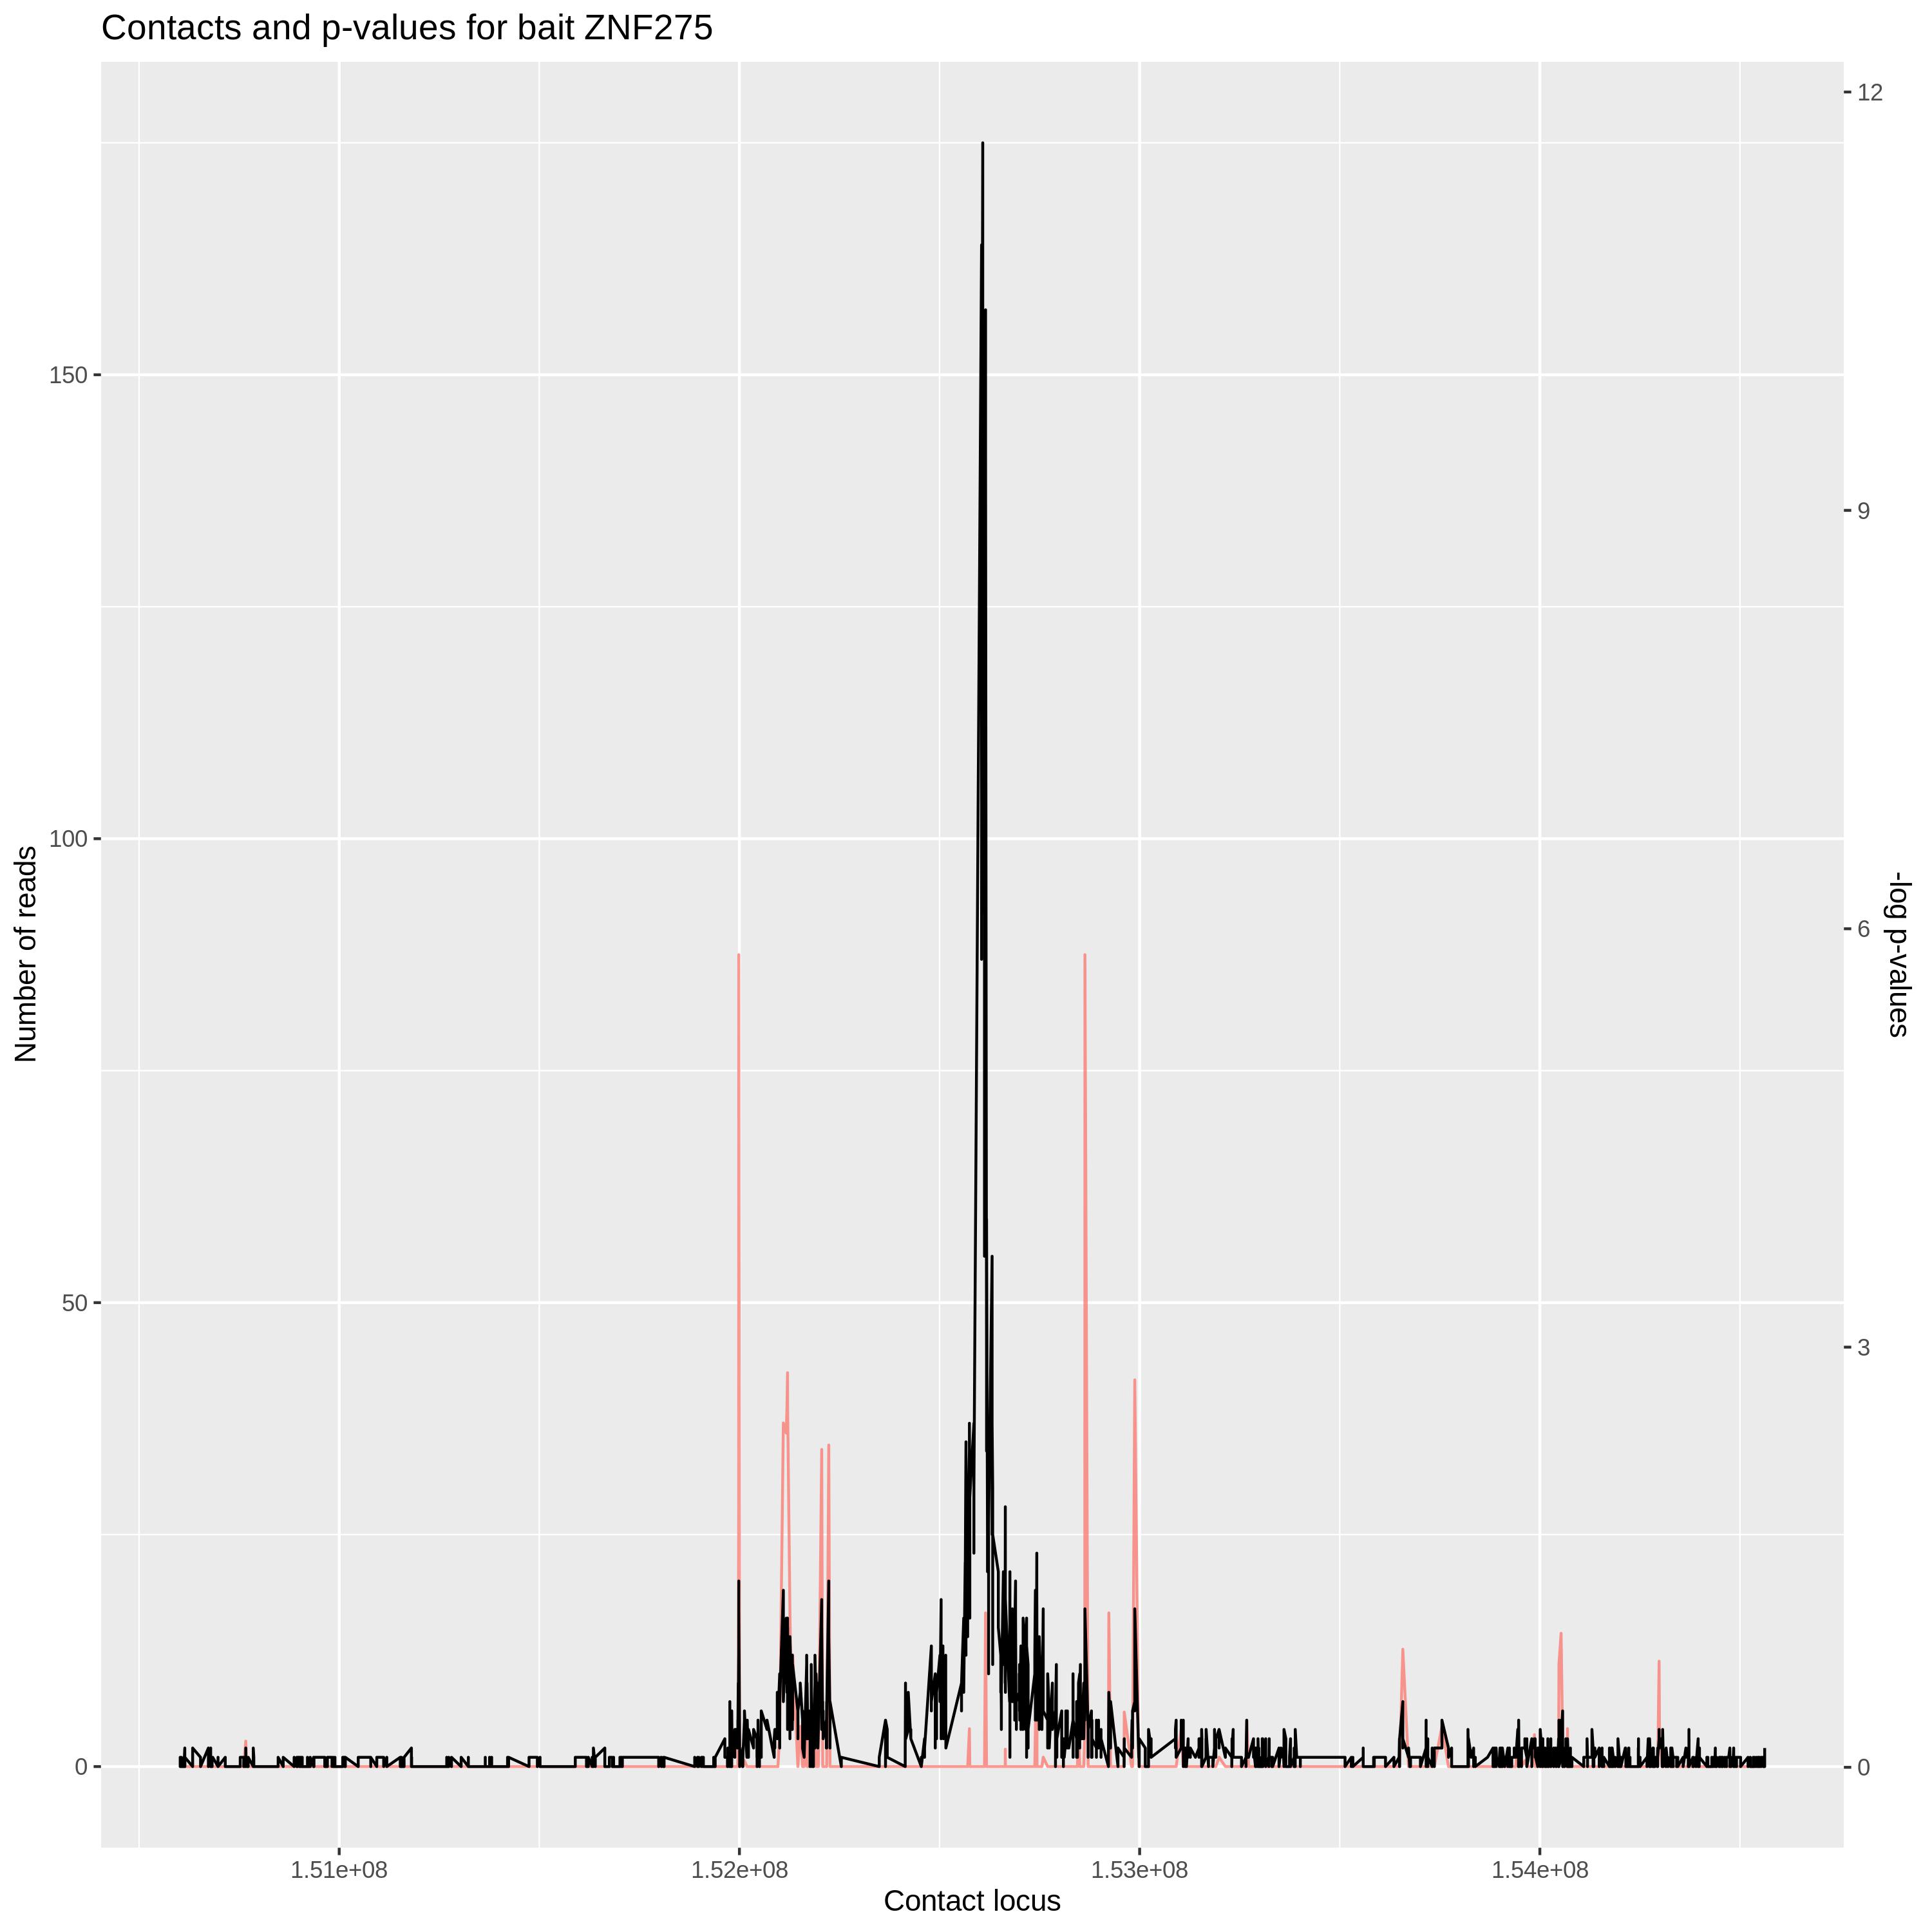 Contacts and p-values for bait ZNF275
12
150
9
100
Number of reads
6
-log p-values
50
3
0
0
1.51e+08
1.52e+08
1.53e+08
1.54e+08
Contact locus